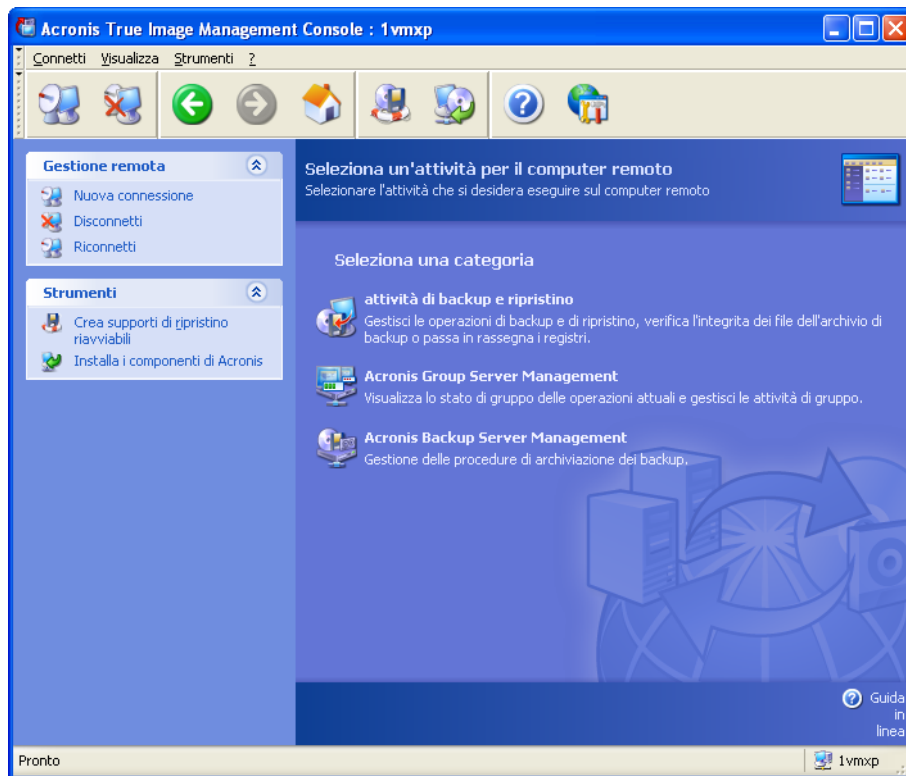 Acronis True Image Management Console : 1vmxp
Connetti Visualizza Strumenti ?
Gestione remota
Nuova connessione
Disconnetti
Riconnetti
Strumenti
Crea supporti di ripristino
riavviabili
Installa i componenti di Acronis
Seleziona un'attività per il computer remoto
Selezionare l'attività che si desidera eseguire sul computer remoto
Seleziona una categoria
attività di backup e ripristino
Gestisci le operazioni di backup e di ripristino, verifica l'integrita dei file dell'archivio di
backup o passa in rassegna i registri.
Acronis Group Server Management
Visualizza lo stato di gruppo delle operazioni attuali e gestisci le attività di gruppo.
Acronis Backup Server Management
Gestione delle procedure di archiviazione dei backup.
Guida
in
linea
Pronto
1vmxp